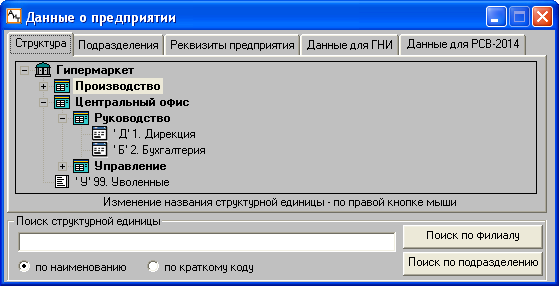 Данные о предприятии
Структура Подразделения Реквизиты предприятия Данные для ГНИ Данные для РСВ-2014
Гипермаркет
Производство
Центральный офис
Руководство
'Д' 1. Дирекция
'Б' 2. Бухгалтерия
Управление
'У' 99. Уволенные
Изменение названия структурной единицы - по правой кнопке мыши
Поиск структурной единицы
Поиск по филиалу
по наименованию по краткому коду Поиск по подразделению